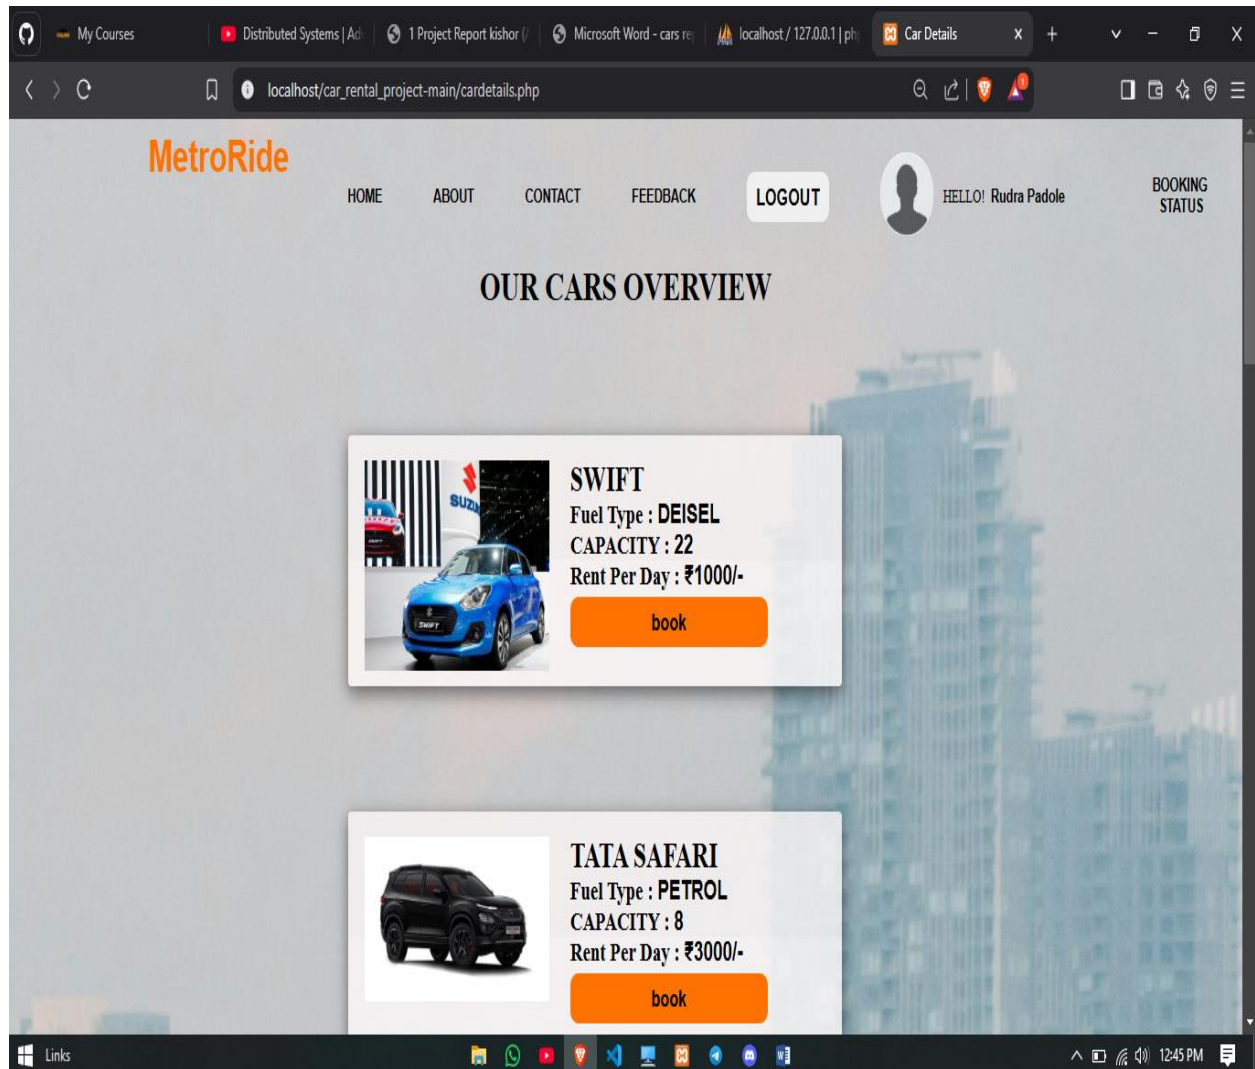 My Courses
Distributed Systems | Ad
1 Project Report kishor (
Microsoft Word - cars re
localhost / 127.0.0.1 | ph
Car Details
localhost/car_rental_project-main/cardetails.php
MetroRide
HOME
ABOUT
CONTACT
FEEDBACK
LOGOUT
HELLO! Rudra Padole
BOOKING
STATUS
OUR CARS OVERVIEW
SUZU
SWIFT
SWIFT
Fuel Type : DEISEL
CAPACITY : 22
Rent Per Day : ₹1000/-
book
TATA SAFARI
Fuel Type : PETROL
CAPACITY : 8
Rent Per Day : ₹3000/-
book
Links
12:45 PM